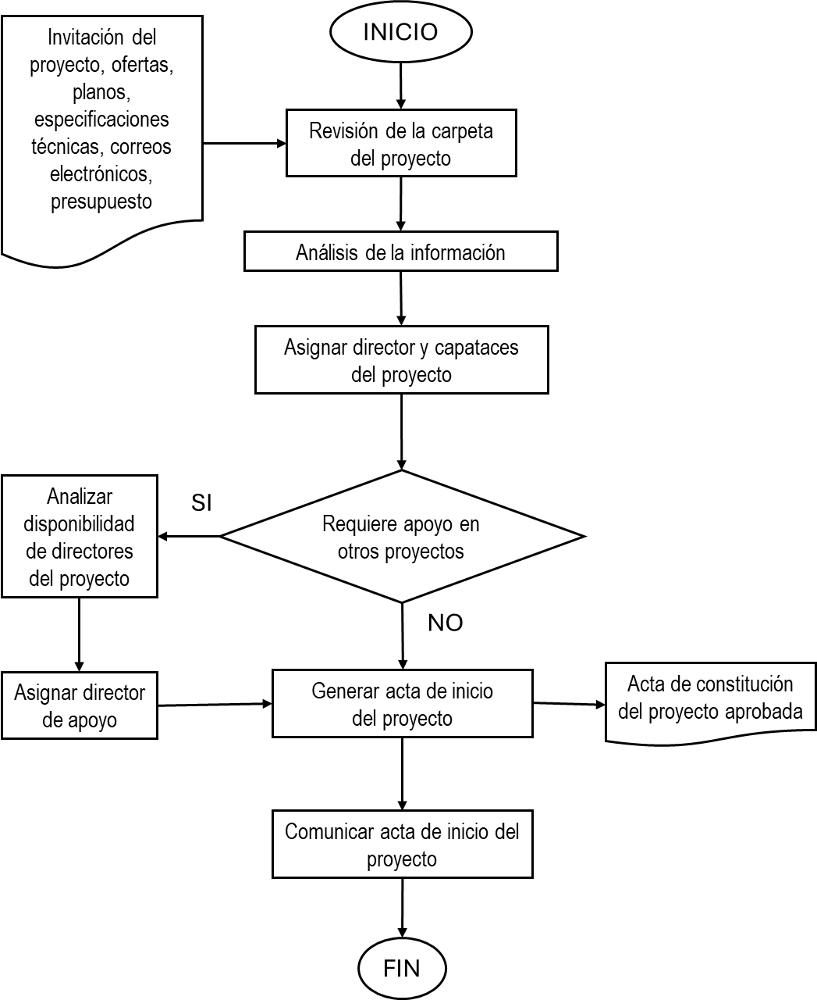 INICIO
Invitación del
proyecto, ofertas,
planos,
especificaciones
técnicas, correos
electrónicos,
presupuesto
Revisión de la carpeta
del proyecto
Análisis de la información
Asignar director y capataces
del proyecto
Requiere apoyo en
otros proyectos
SI
Analizar
disponibilidad
de directores
del proyecto
NO
Asignar director
de apoyo
Generar acta de inicio
del proyecto
Acta de constitución
del proyecto aprobada
Comunicar acta de inicio del
proyecto
FIN